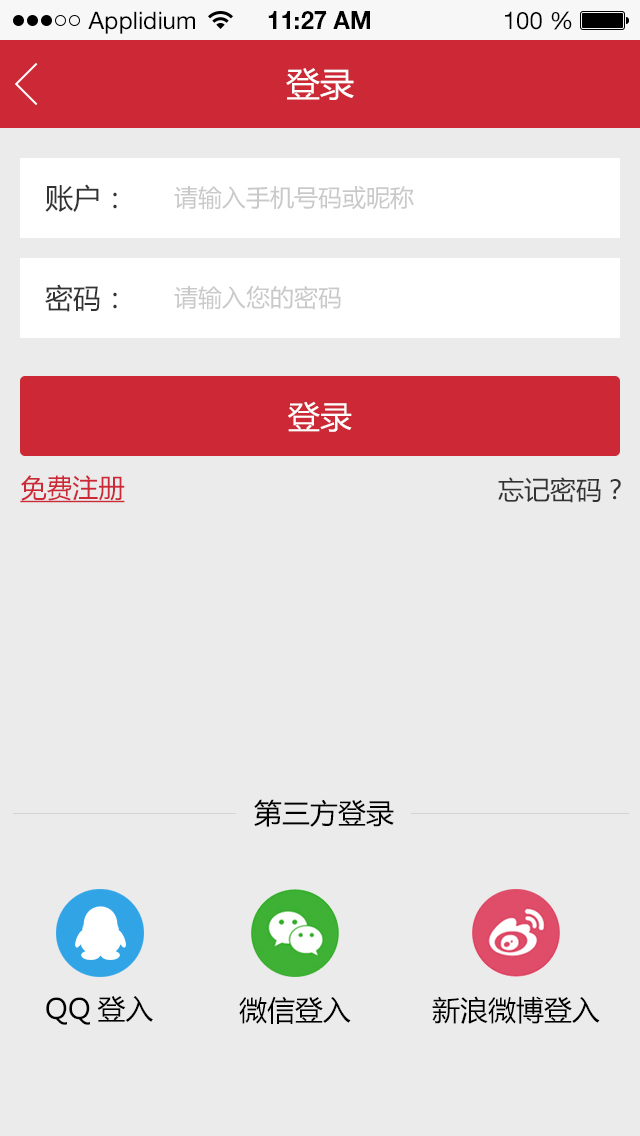 Applidium 11:27 AM 100 %
登录
账户： 请输入手机号码或昵称
密码： 请输入您的密码
登录
免费注册 忘记密码？
第三方登录
QQ 登入 微信登入 新浪微博登入